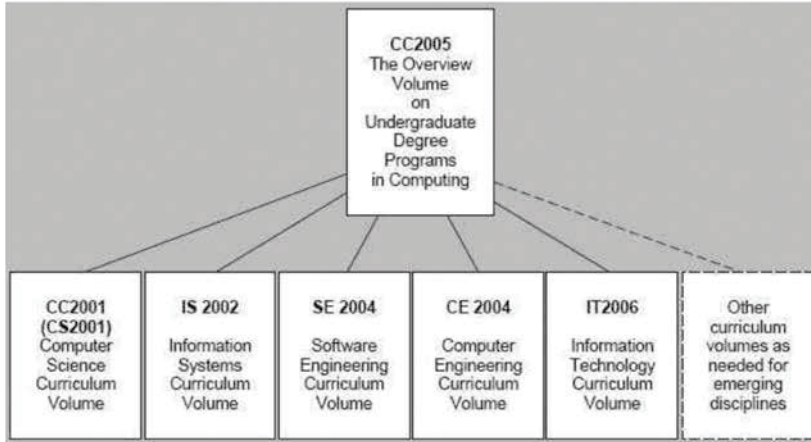 CC2005
The Overview
Volume
on
Undergraduate
Degree
Programs
in Computing
CC2001
(CS2001)
Computer
Science
Curriculum
Volume
IS 2002
Information
Systems
Curriculum
Volume
SE 2004
Software
Engineering
Curriculum
Volume
CE 2004
Computer
Engineering
Curriculum
Volume
IT2006
Information
Technology
Curriculum
Volume
Other
curriculum
volumes as
needed for
emerging
disciplines